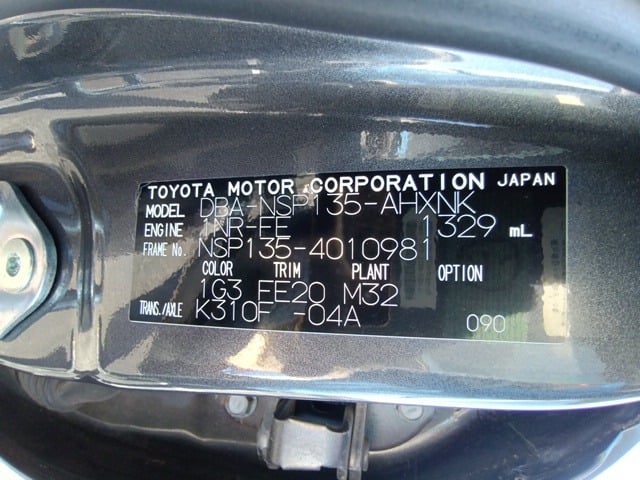 TOYOTA MOTOR CORPORATION JAPAN
MODEL DBA-NSP135-AHXNK
ENGINE 1NR-FE 1329 mL
FRAME No. NSP135-4010981
COLOR TRIM PLANT OPTION
1G3 FE20 M32
TRANS./AXLE K310F -04A 090